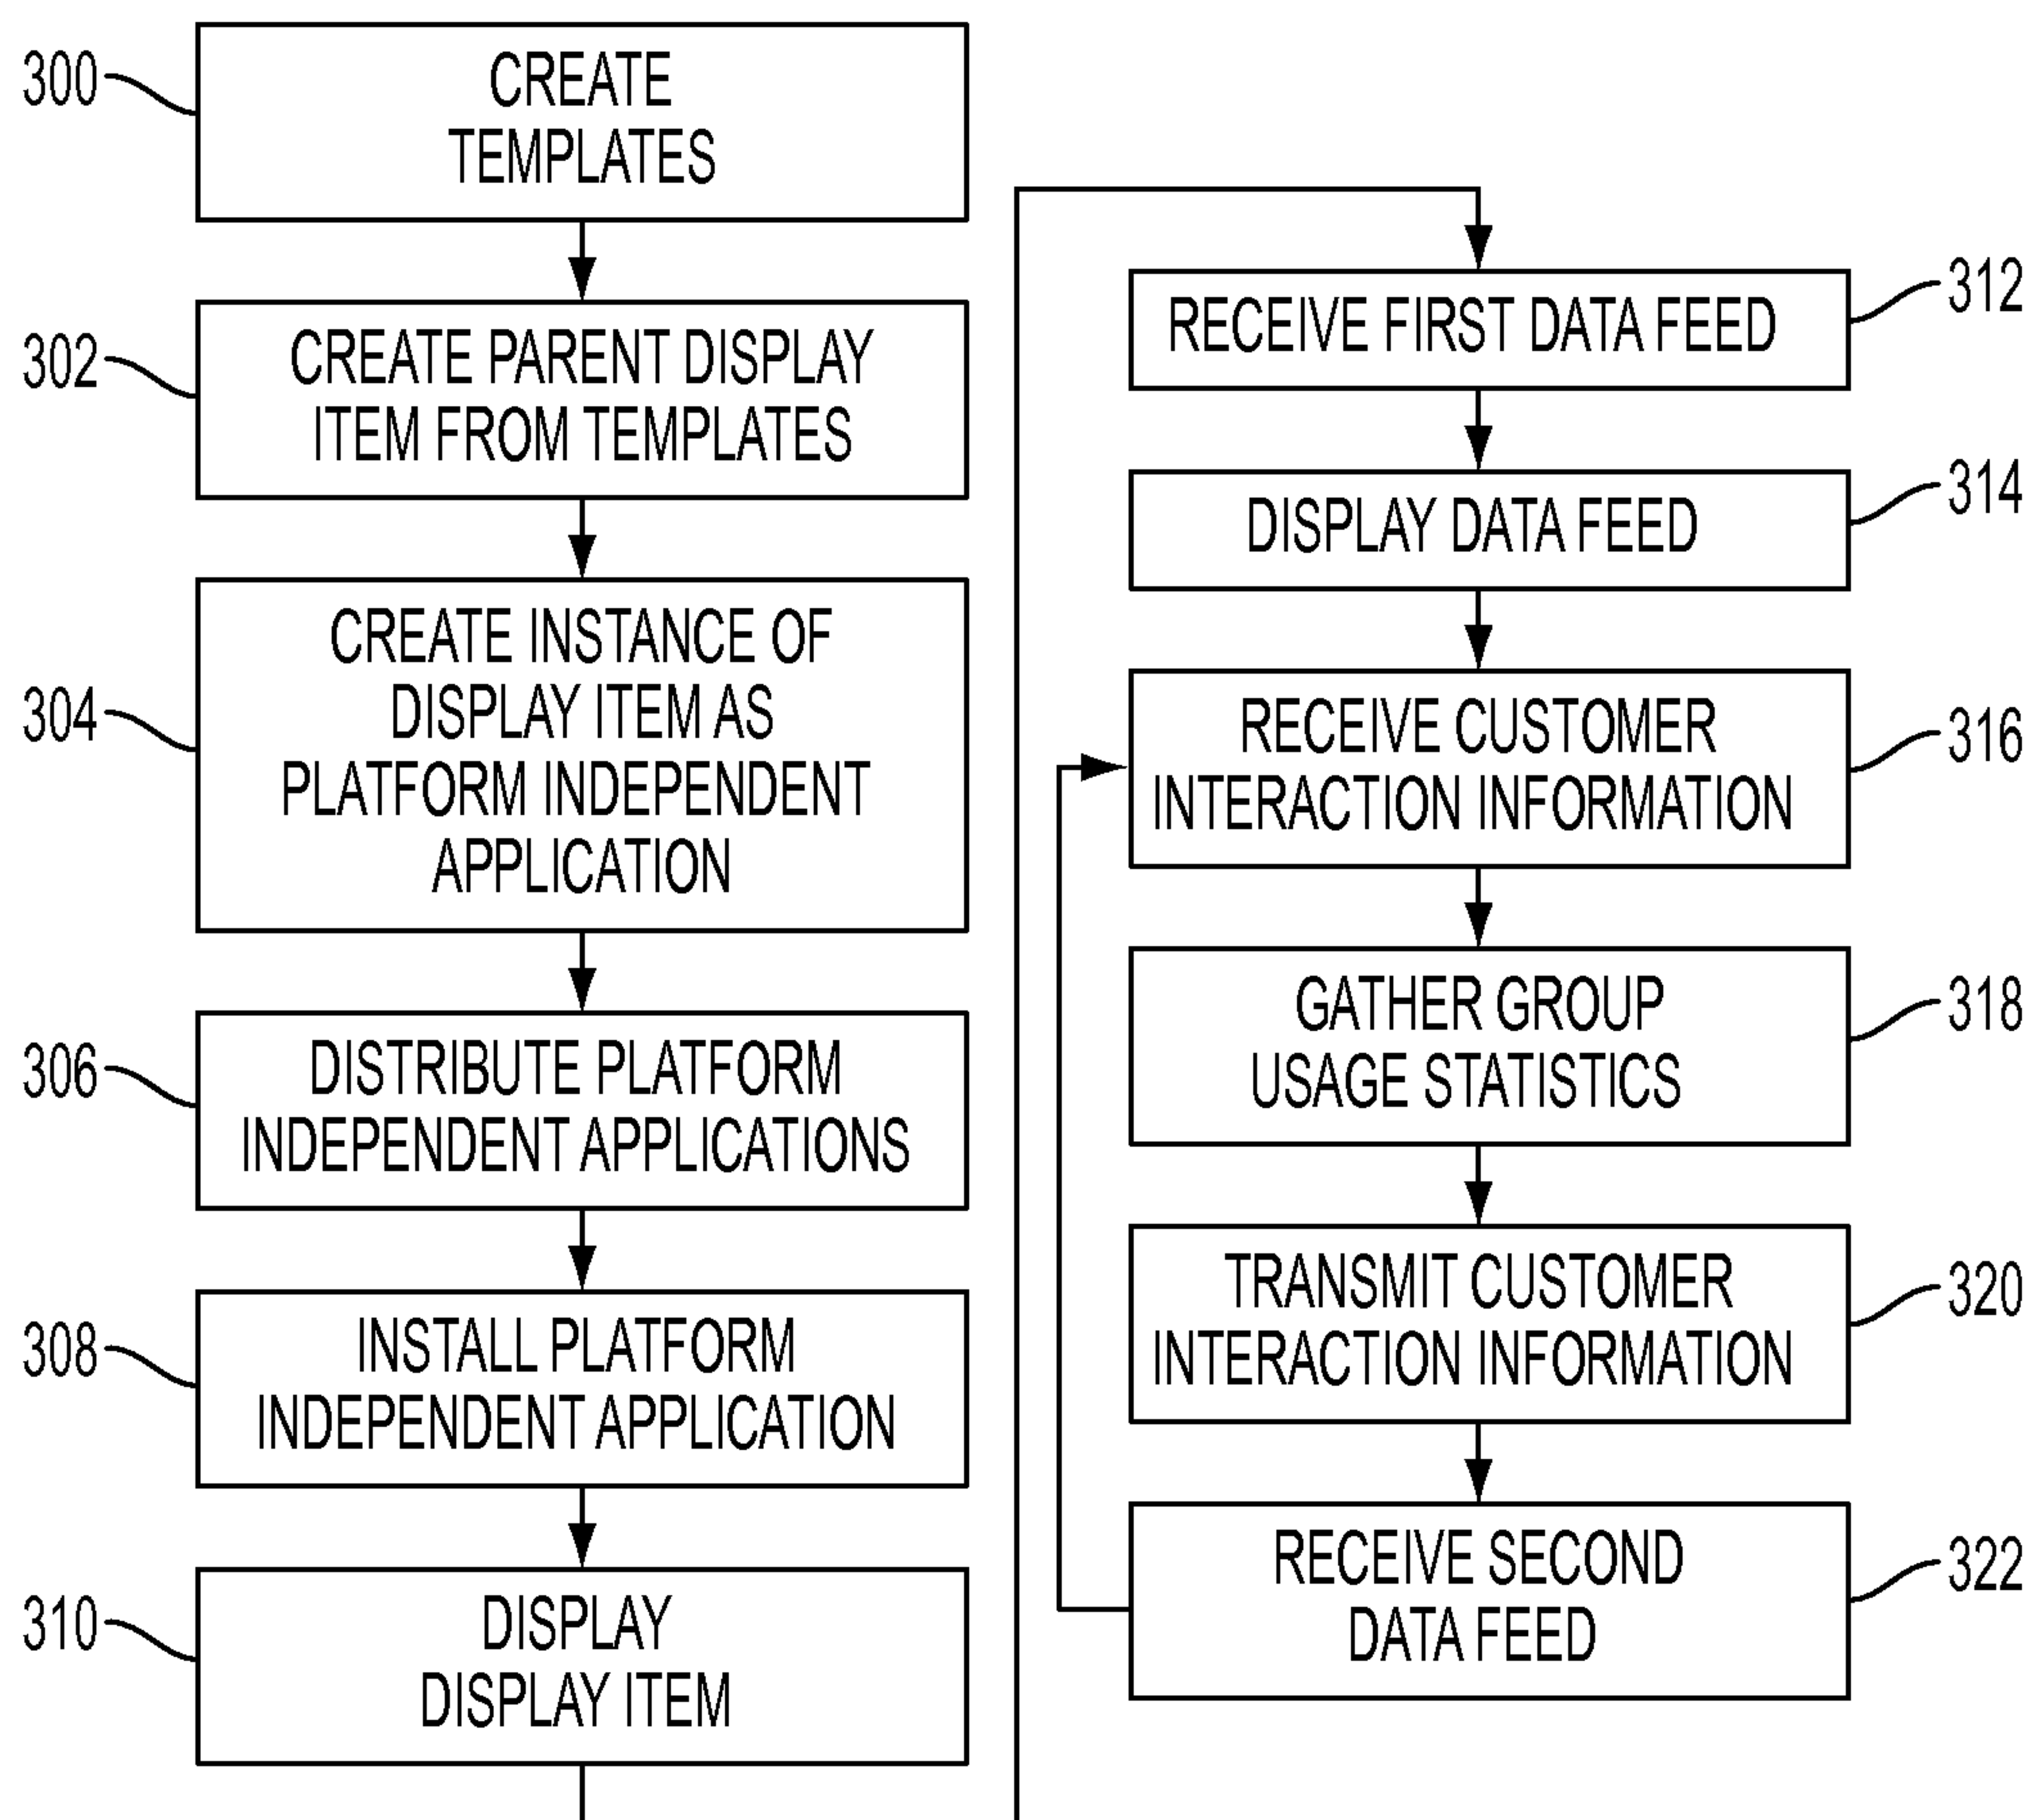 300
CREATE
TEMPLATES
302
CREATE PARENT DISPLAY
ITEM FROM TEMPLATES
304
CREATE INSTANCE OF
DISPLAY ITEM AS
PLATFORM INDEPENDENT
APPLICATION
306
DISTRIBUTE PLATFORM
INDEPENDENT APPLICATIONS
308
INSTALL PLATFORM
INDEPENDENT APPLICATION
310
DISPLAY
DISPLAY ITEM
RECEIVE FIRST DATA FEED
312
DISPLAY DATA FEED
314
RECEIVE CUSTOMER
INTERACTION INFORMATION
316
GATHER GROUP
USAGE STATISTICS
318
TRANSMIT CUSTOMER
INTERACTION INFORMATION
320
RECEIVE SECOND
DATA FEED
322